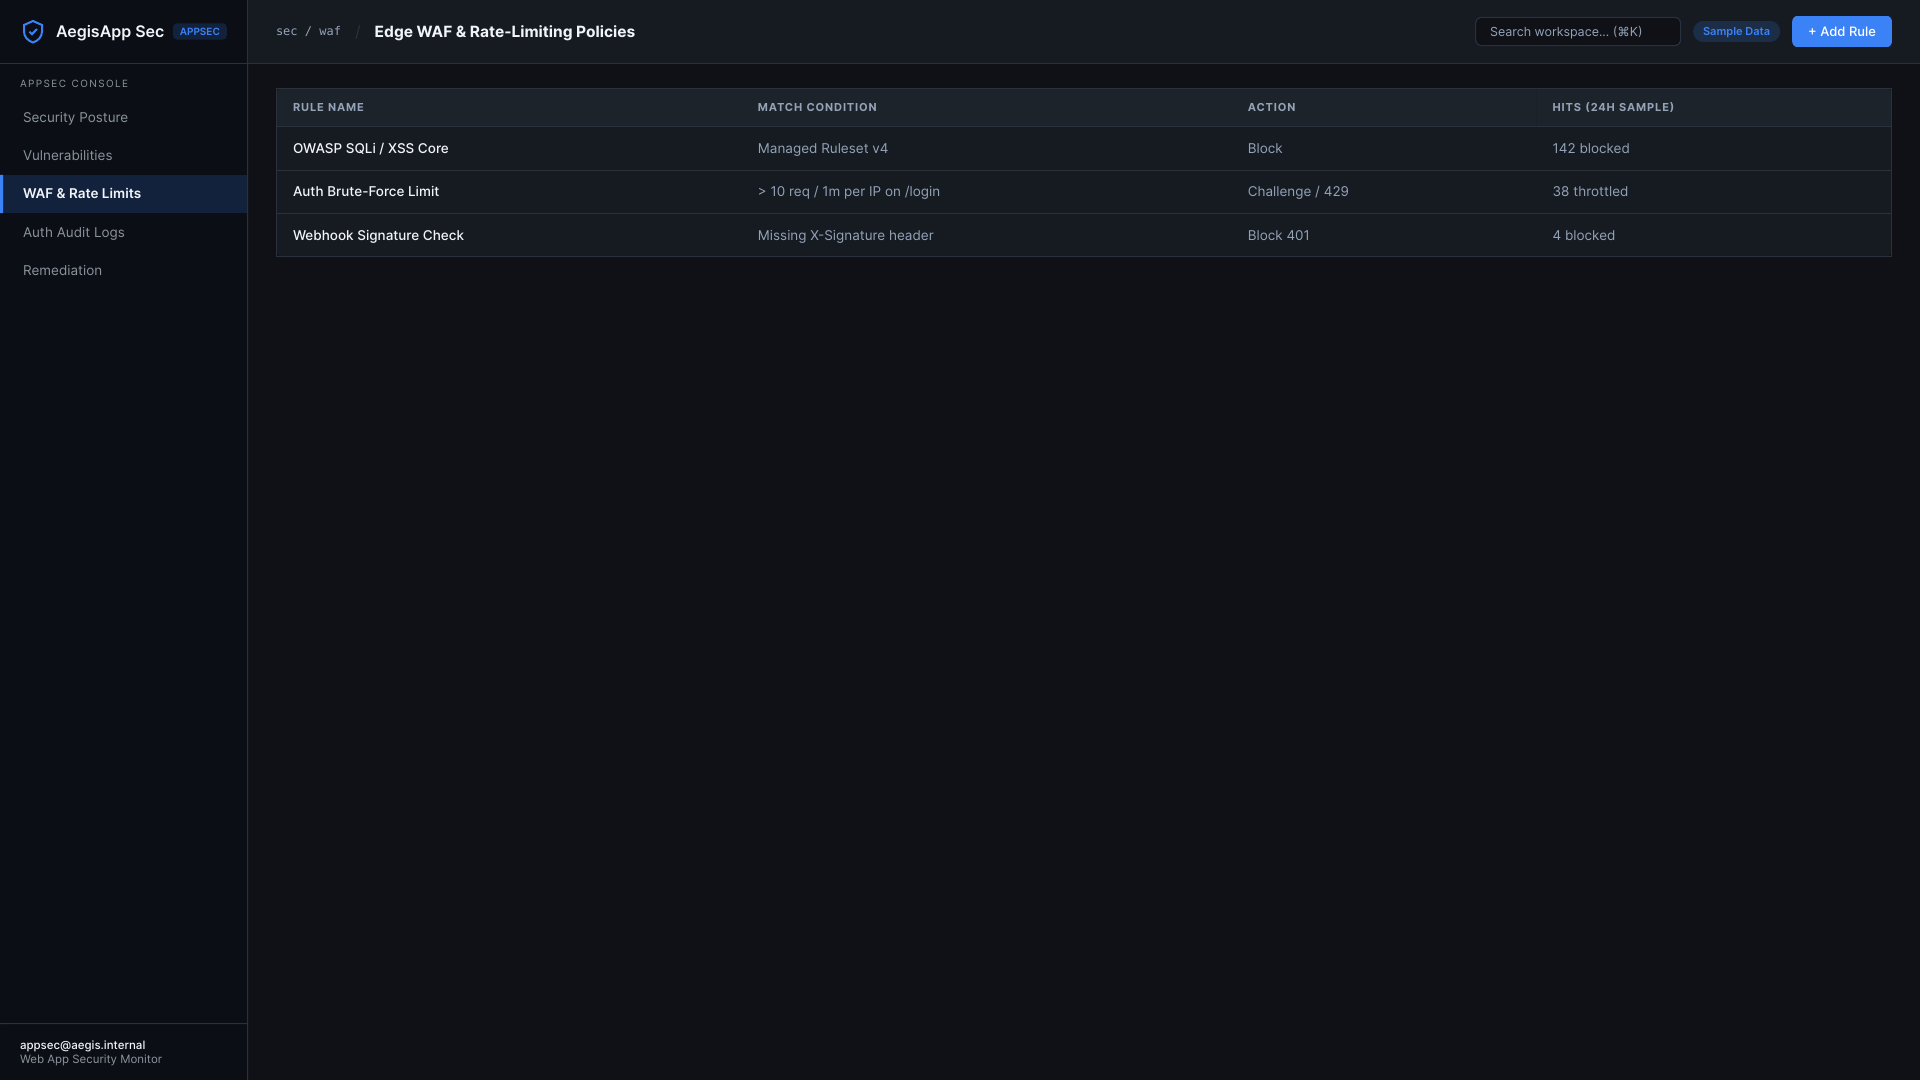 AegisApp Sec APPSEC
APPSEC CONSOLE
Security Posture
Vulnerabilities
WAF & Rate Limits
Auth Audit Logs
Remediation
appsec@aegis.internal
Web App Security Monitor
sec / waf / Edge WAF & Rate-Limiting Policies
Search workspace... (⌘K)
Sample Data
+ Add Rule
RULE NAME MATCH CONDITION ACTION HITS (24H SAMPLE)
OWASP SQLi / XSS Core Managed Ruleset v4 Block 142 blocked
Auth Brute-Force Limit > 10 req / 1m per IP on /login Challenge / 429 38 throttled
Webhook Signature Check Missing X-Signature header Block 401 4 blocked